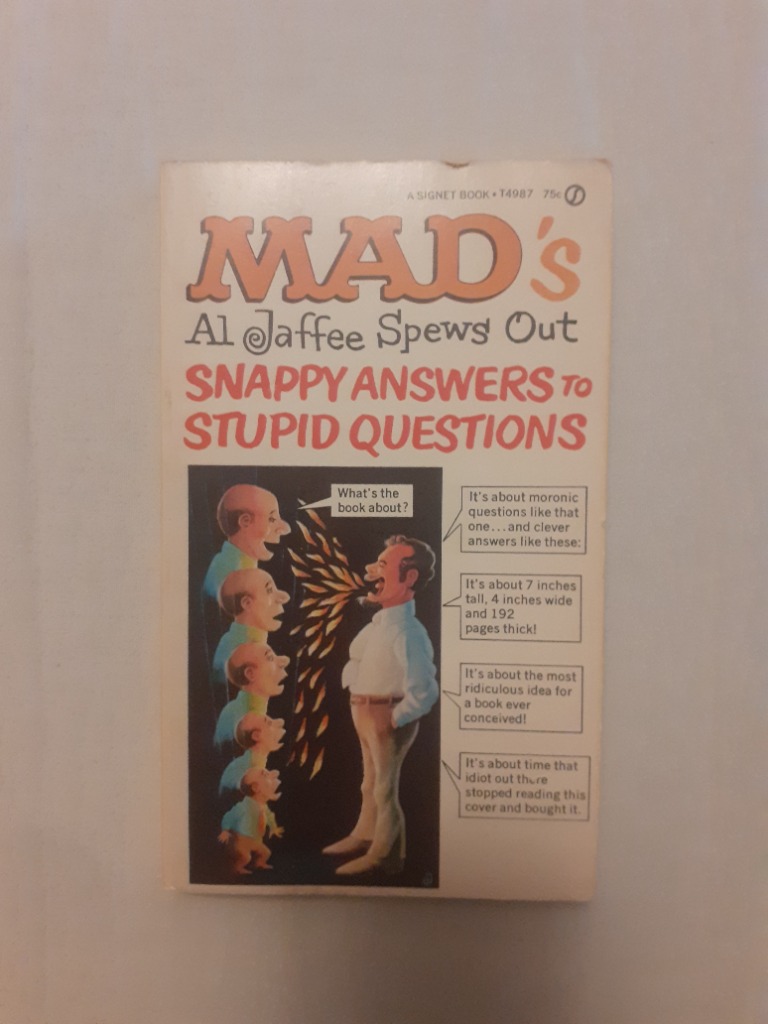 A SIGNET BOOK • T4987 75c
MAD's
Al Jaffee Spews Out
SNAPPY ANSWERS TO
STUPID QUESTIONS
What's the
book about?
It's about moronic
questions like that
one...and clever
answers like these:
It's about 7 inches
tall, 4 inches wide
and 192
pages thick!
It's about the most
ridiculous idea for
a book ever
conceived!
It's about time that
idiot out there
stopped reading this
cover and bought it.